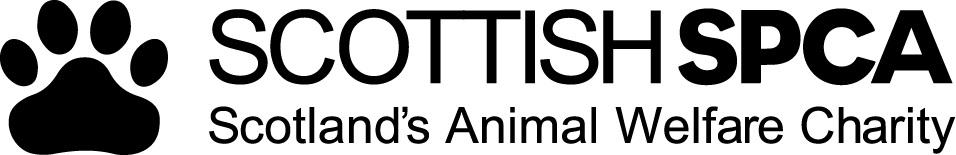 SCOTTISH SPCA
Scotland's Animal Welfare Charity